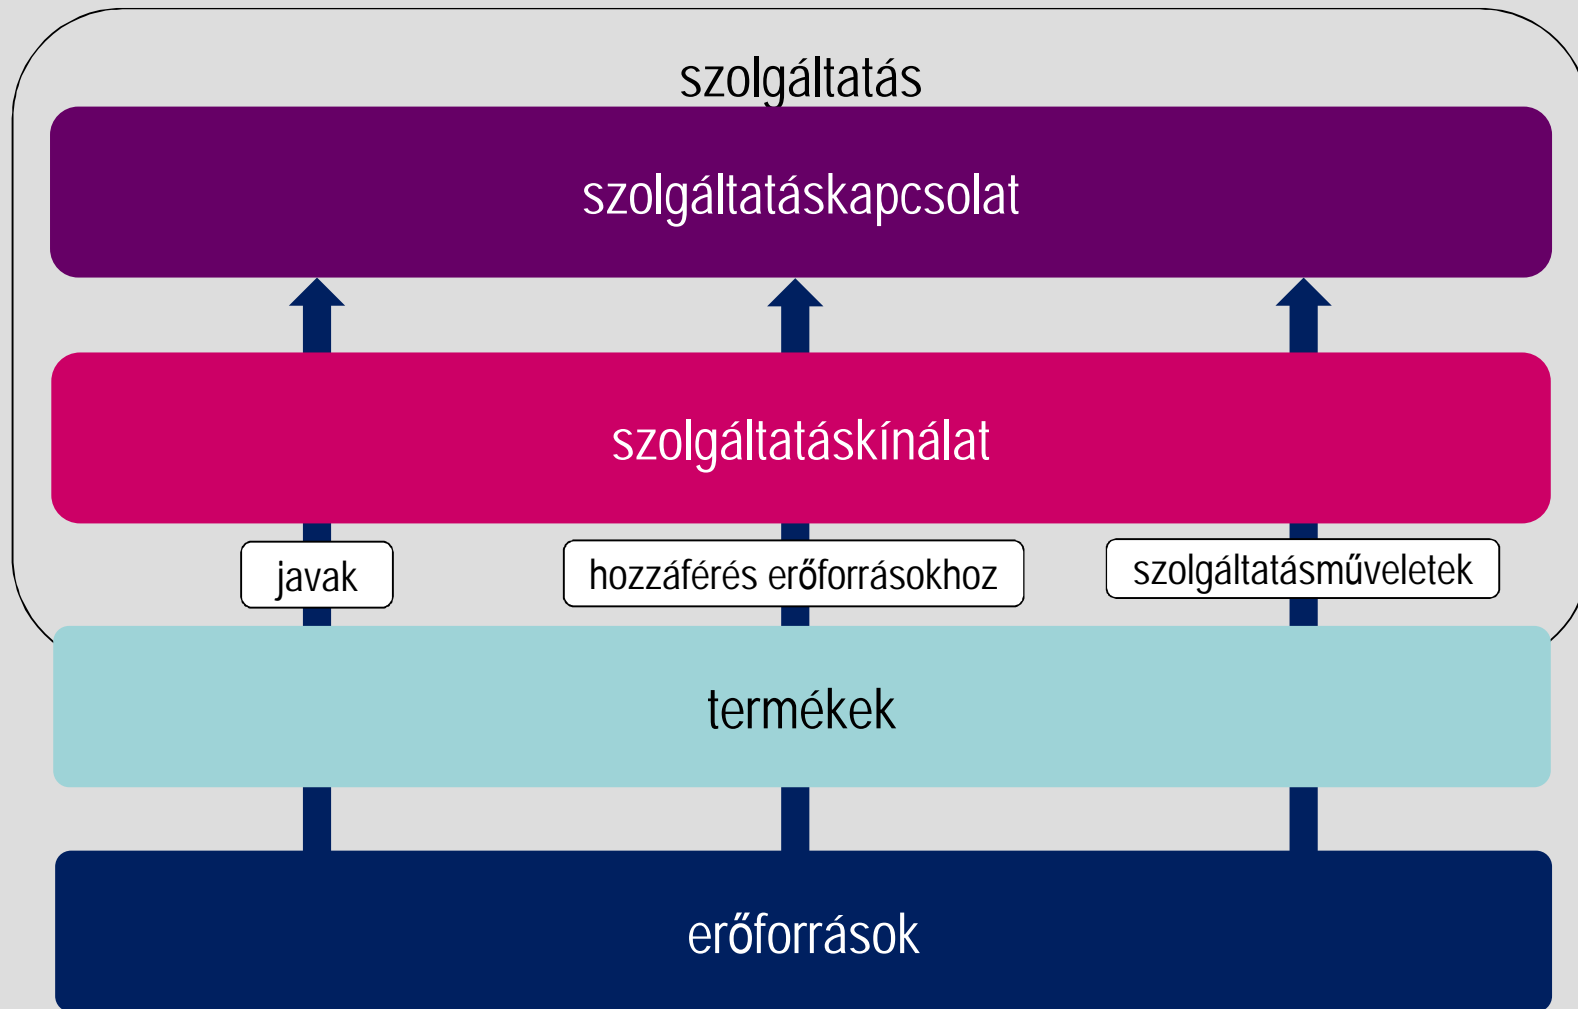 szolgáltatás
szolgáltatáskapcsolat
szolgáltatáskínálat
javak
hozzáférés erőforrásokhoz
szolgáltatásműveletek
termékek
erőforrások